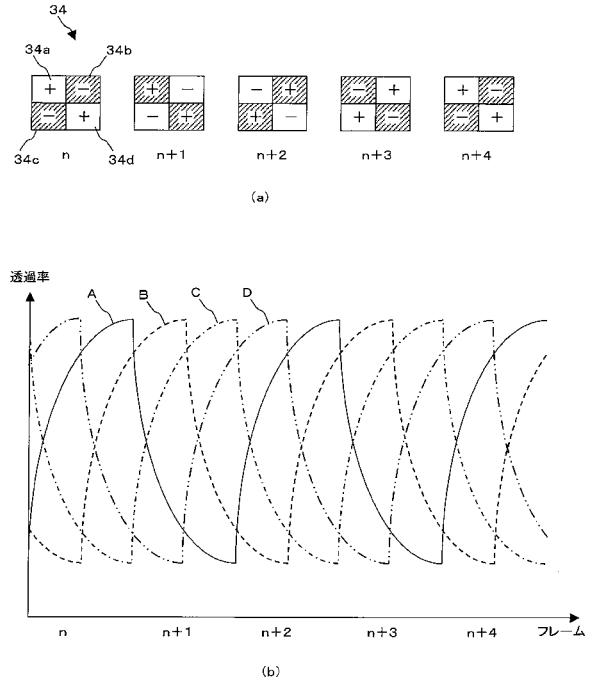 34
34a 34b
+ − + − − + − + + −
− + − + + − + − − +
34c n 34d n+1 n+2 n+3 n+4
(a)
透過率
A B C D
n n+1 n+2 n+3 n+4 フレーム
(b)